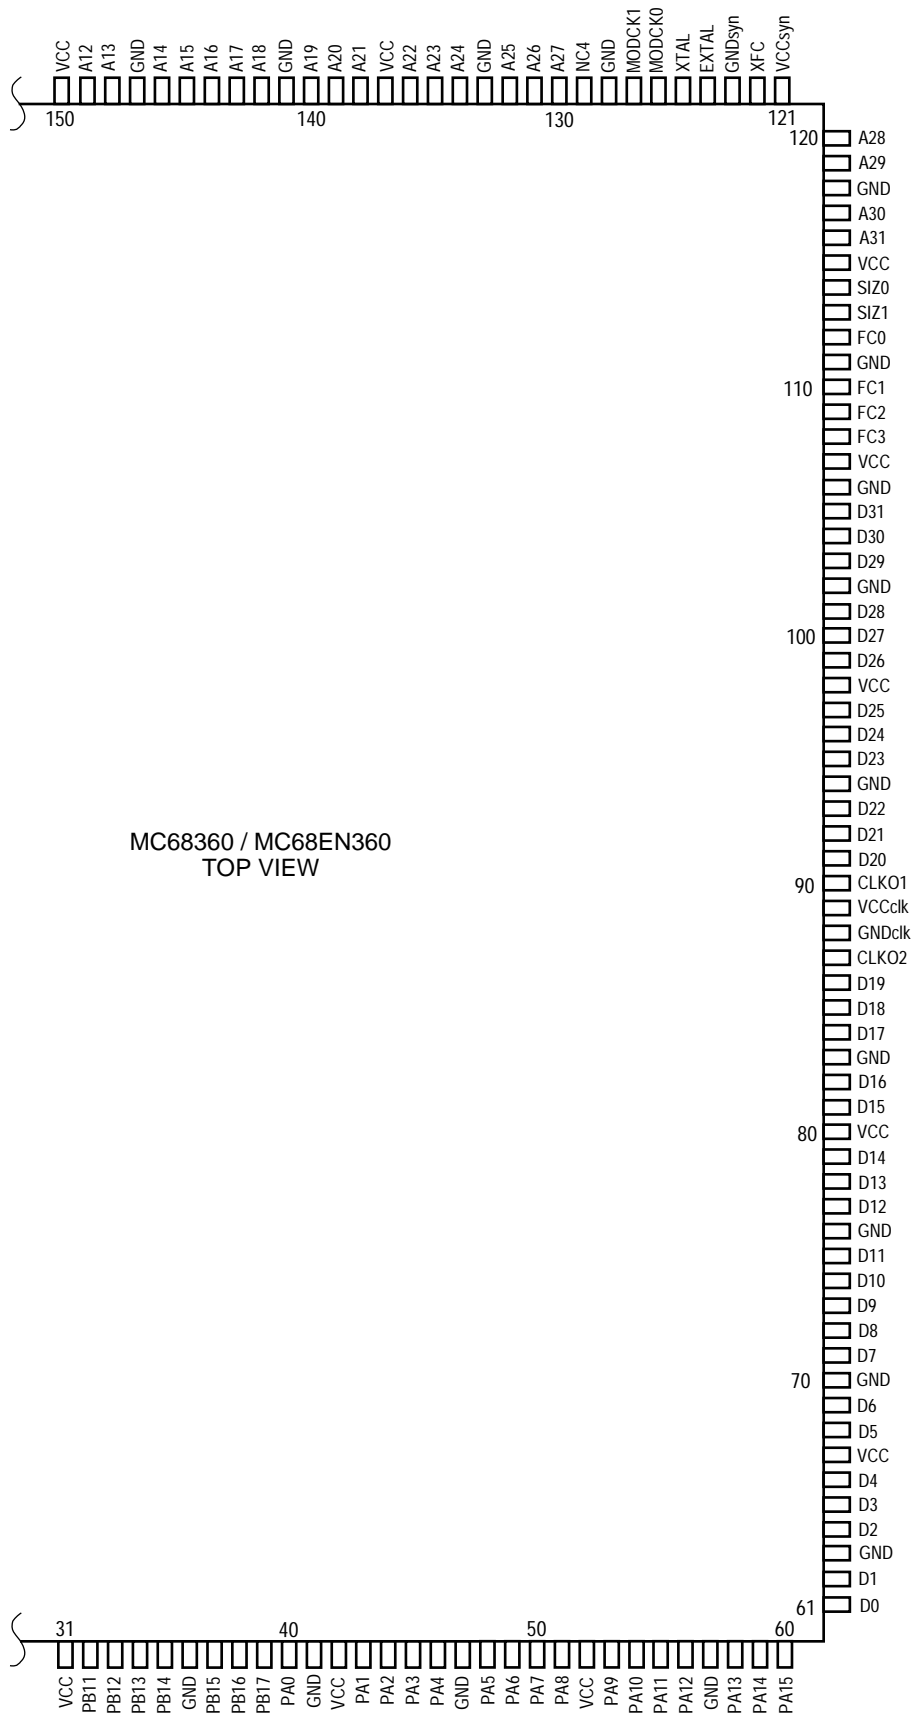 VCC
A12
A13
GND
A14
A15
A16
A17
A18
GND
A19
A20
A21
VCC
A22
A23
A24
GND
A25
A26
A27
NC4
GND
MODCK1
MODCK0
XTAL
EXTAL
GNDsyn
XFC
VCCsyn
150
140
130
121
120
A28
A29
GND
A30
A31
VCC
SIZ0
SIZ1
FC0
GND
110
FC1
FC2
FC3
VCC
GND
D31
D30
D29
GND
D28
100
D27
D26
VCC
D25
D24
D23
GND
D22
D21
D20
MC68360 / MC68EN360
TOP VIEW
90
CLKO1
VCCclk
GNDclk
CLKO2
D19
D18
D17
GND
D16
D15
80
VCC
D14
D13
D12
GND
D11
D10
D9
D8
D7
70
GND
D6
D5
VCC
D4
D3
D2
GND
D1
61
D0
31
40
50
60
VCC
PB11
PB12
PB13
PB14
GND
PB15
PB16
PB17
PA0
GND
VCC
PA1
PA2
PA3
PA4
GND
PA5
PA6
PA7
PA8
VCC
PA9
PA10
PA11
PA12
GND
PA13
PA14
PA15